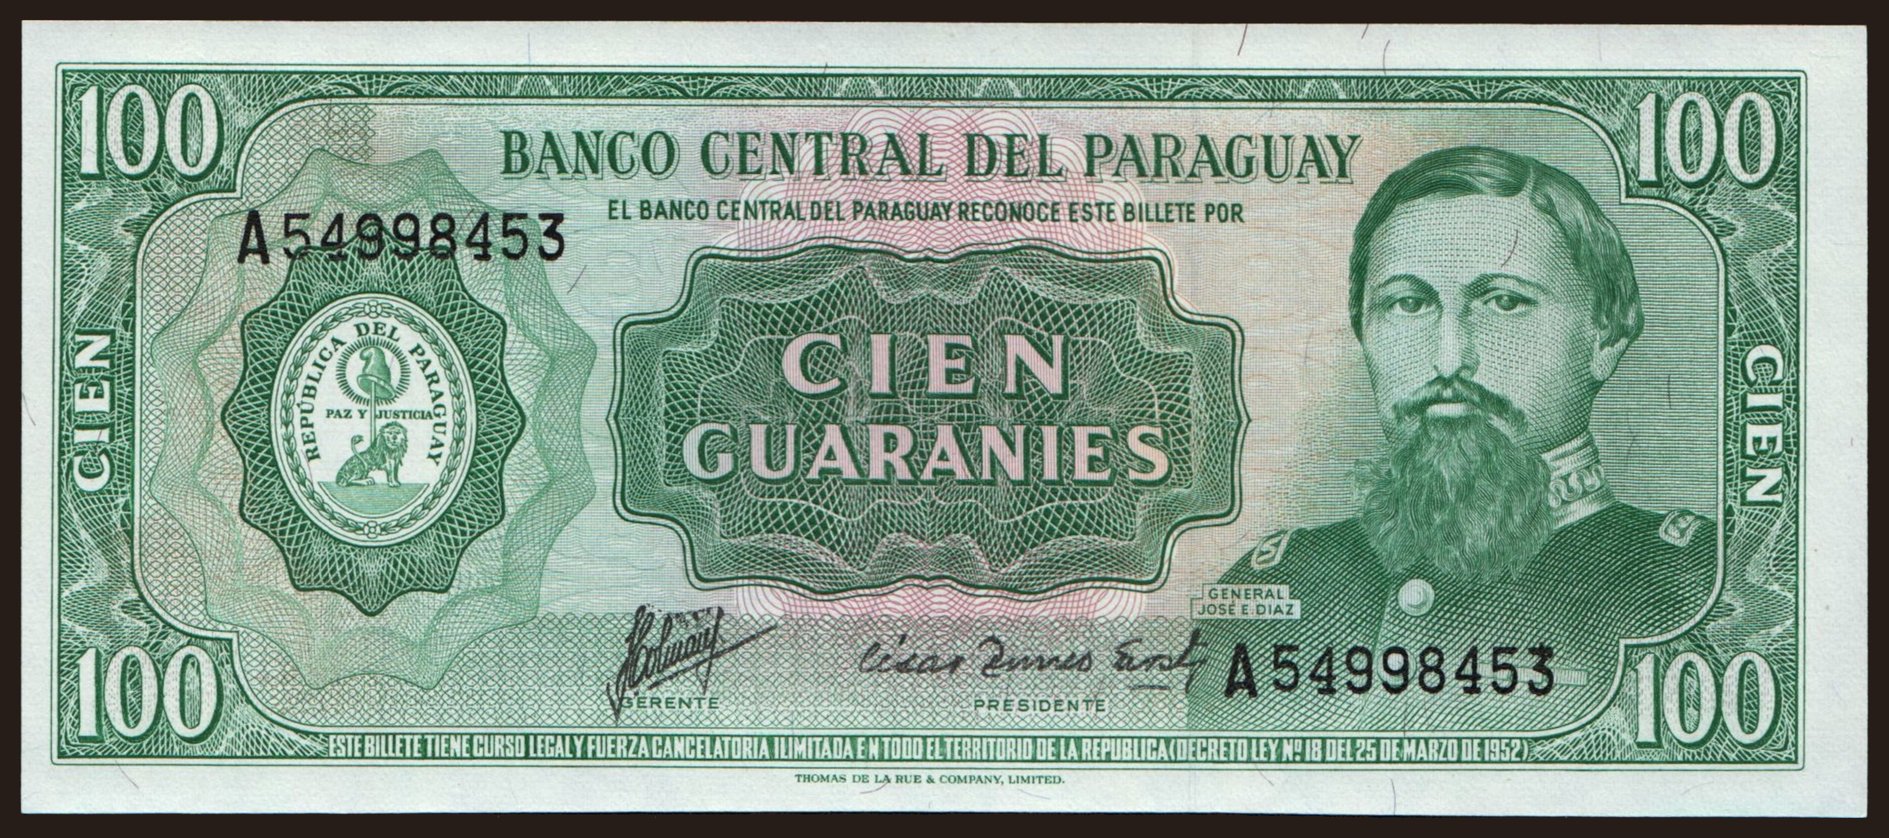 100
100
BANCO CENTRAL DEL PARAGUAY
EL BANCO CENTRAL DEL PARAGUAY RECONOCE ESTE BILLETE POR
A54998453
REPÚBLICA DEL PARAGUAY
PAZ Y JUSTICIA
CIEN
CIEN
GUARANIES
CIEN
GENERAL
JOSÉ E. DIAZ
A54998453
GERENTE
PRESIDENTE
100
100
ESTE BILLETE TIENE CURSO LEGAL Y FUERZA CANCELATORIA ILIMITADA EN TODO EL TERRITORIO DE LA REPUBLICA (DECRETO LEY Nº 18 DEL 25 DE MARZO DE 1952)
THOMAS DE LA RUE & COMPANY, LIMITED.